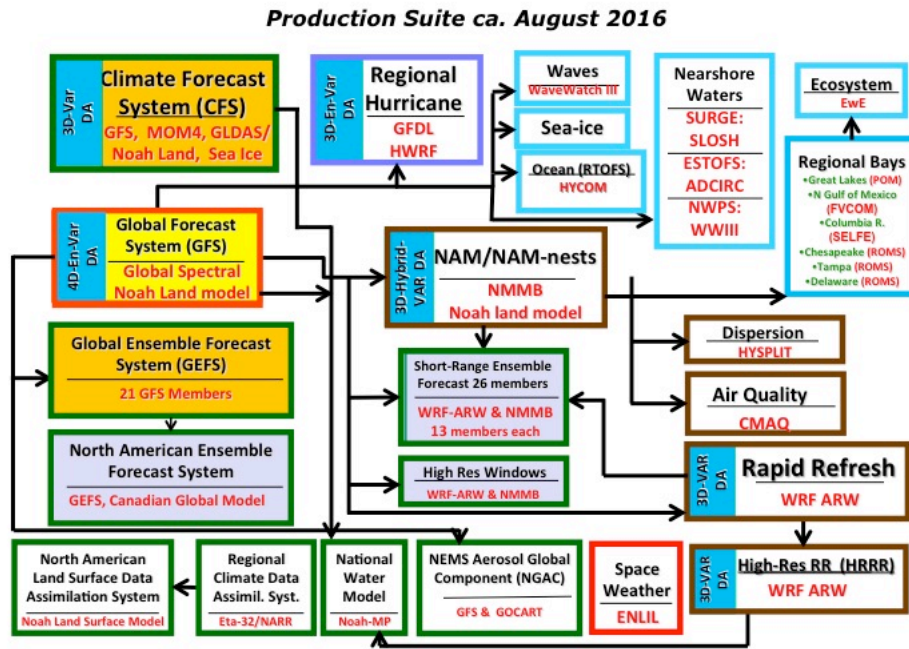 Production Suite ca. August 2016
3D-Var
DA
Climate Forecast
System (CFS)
GFS, MOM4, GLDAS/
Noah Land, Sea Ice
3D-En-Var
DA
Regional
Hurricane
GFDL
HWRF
Waves
WaveWatch III
Sea-ice
Ocean (RTOFS)
HYCOM
Nearshore
Waters
SURGE:
SLOSH
ESTOFS:
ADCIRC
NWPS:
WWIII
Ecosystem
EwE
Regional Bays
•Great Lakes (POM)
•N Gulf of Mexico
(FVCOM)
•Columbia R.
(SELFE)
•Chesapeake (ROMS)
•Tampa (ROMS)
•Delaware (ROMS)
4D-En-Var
DA
Global Forecast
System (GFS)
Global Spectral
Noah Land model
3D-Hybrid-
VAR DA
NAM/NAM-nests
NMMB
Noah land model
Global Ensemble Forecast
System (GEFS)
21 GFS Members
Short-Range Ensemble
Forecast 26 members
WRF-ARW & NMMB
13 members each
Dispersion
HYSPLIT
Air Quality
CMAQ
North American Ensemble
Forecast System
GEFS, Canadian Global Model
High Res Windows
WRF-ARW & NMMB
3D-VAR
DA
Rapid Refresh
WRF ARW
North American
Land Surface Data
Assimilation System
Noah Land Surface Model
Regional
Climate Data
Assimil. Syst.
Eta-32/NARR
National
Water
Model
Noah-MP
NEMS Aerosol Global
Component (NGAC)
GFS & GOCART
Space
Weather
ENLIL
3D-VAR
DA
High-Res RR (HRRR)
WRF ARW